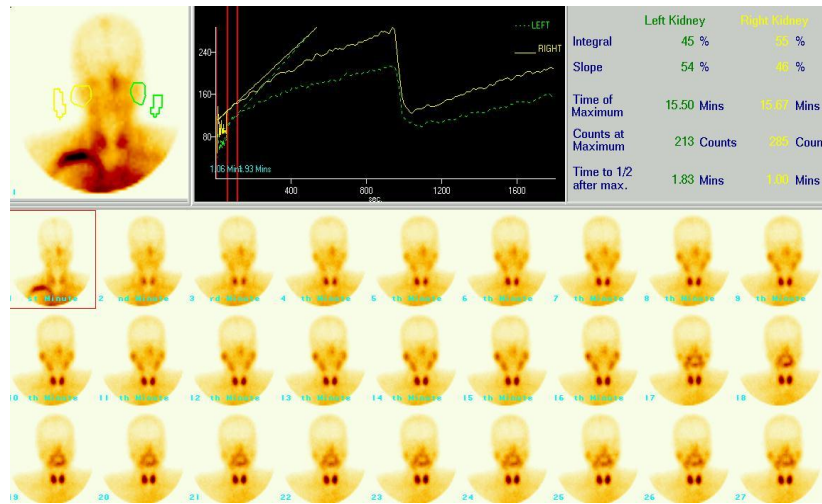 1
240-
160-
80-
LEFT
RIGHT
1.06 Min
1.93 Mins
400
800
1200
1600
sec.
Left Kidney Right Kidney
Integral 45 % 55 %
Slope 54 % 46 %
Time of Maximum 15.50 Mins 15.67 Mins
Counts at Maximum 213 Counts 285 Coun
Time to 1/2 after max. 1.83 Mins 1.00 Mins
st Minute
2 nd Minute
3 rd Minute
4 th Minute
5 th Minute
6 th Minute
7 th Minute
8 th Minute
9 th Minute
10 th Minute
11 th Minute
12 th Minute
13 th Minute
14 th Minute
15 th Minute
16 th Minute
17
18
19
20
21
22
23
24
25
26
27